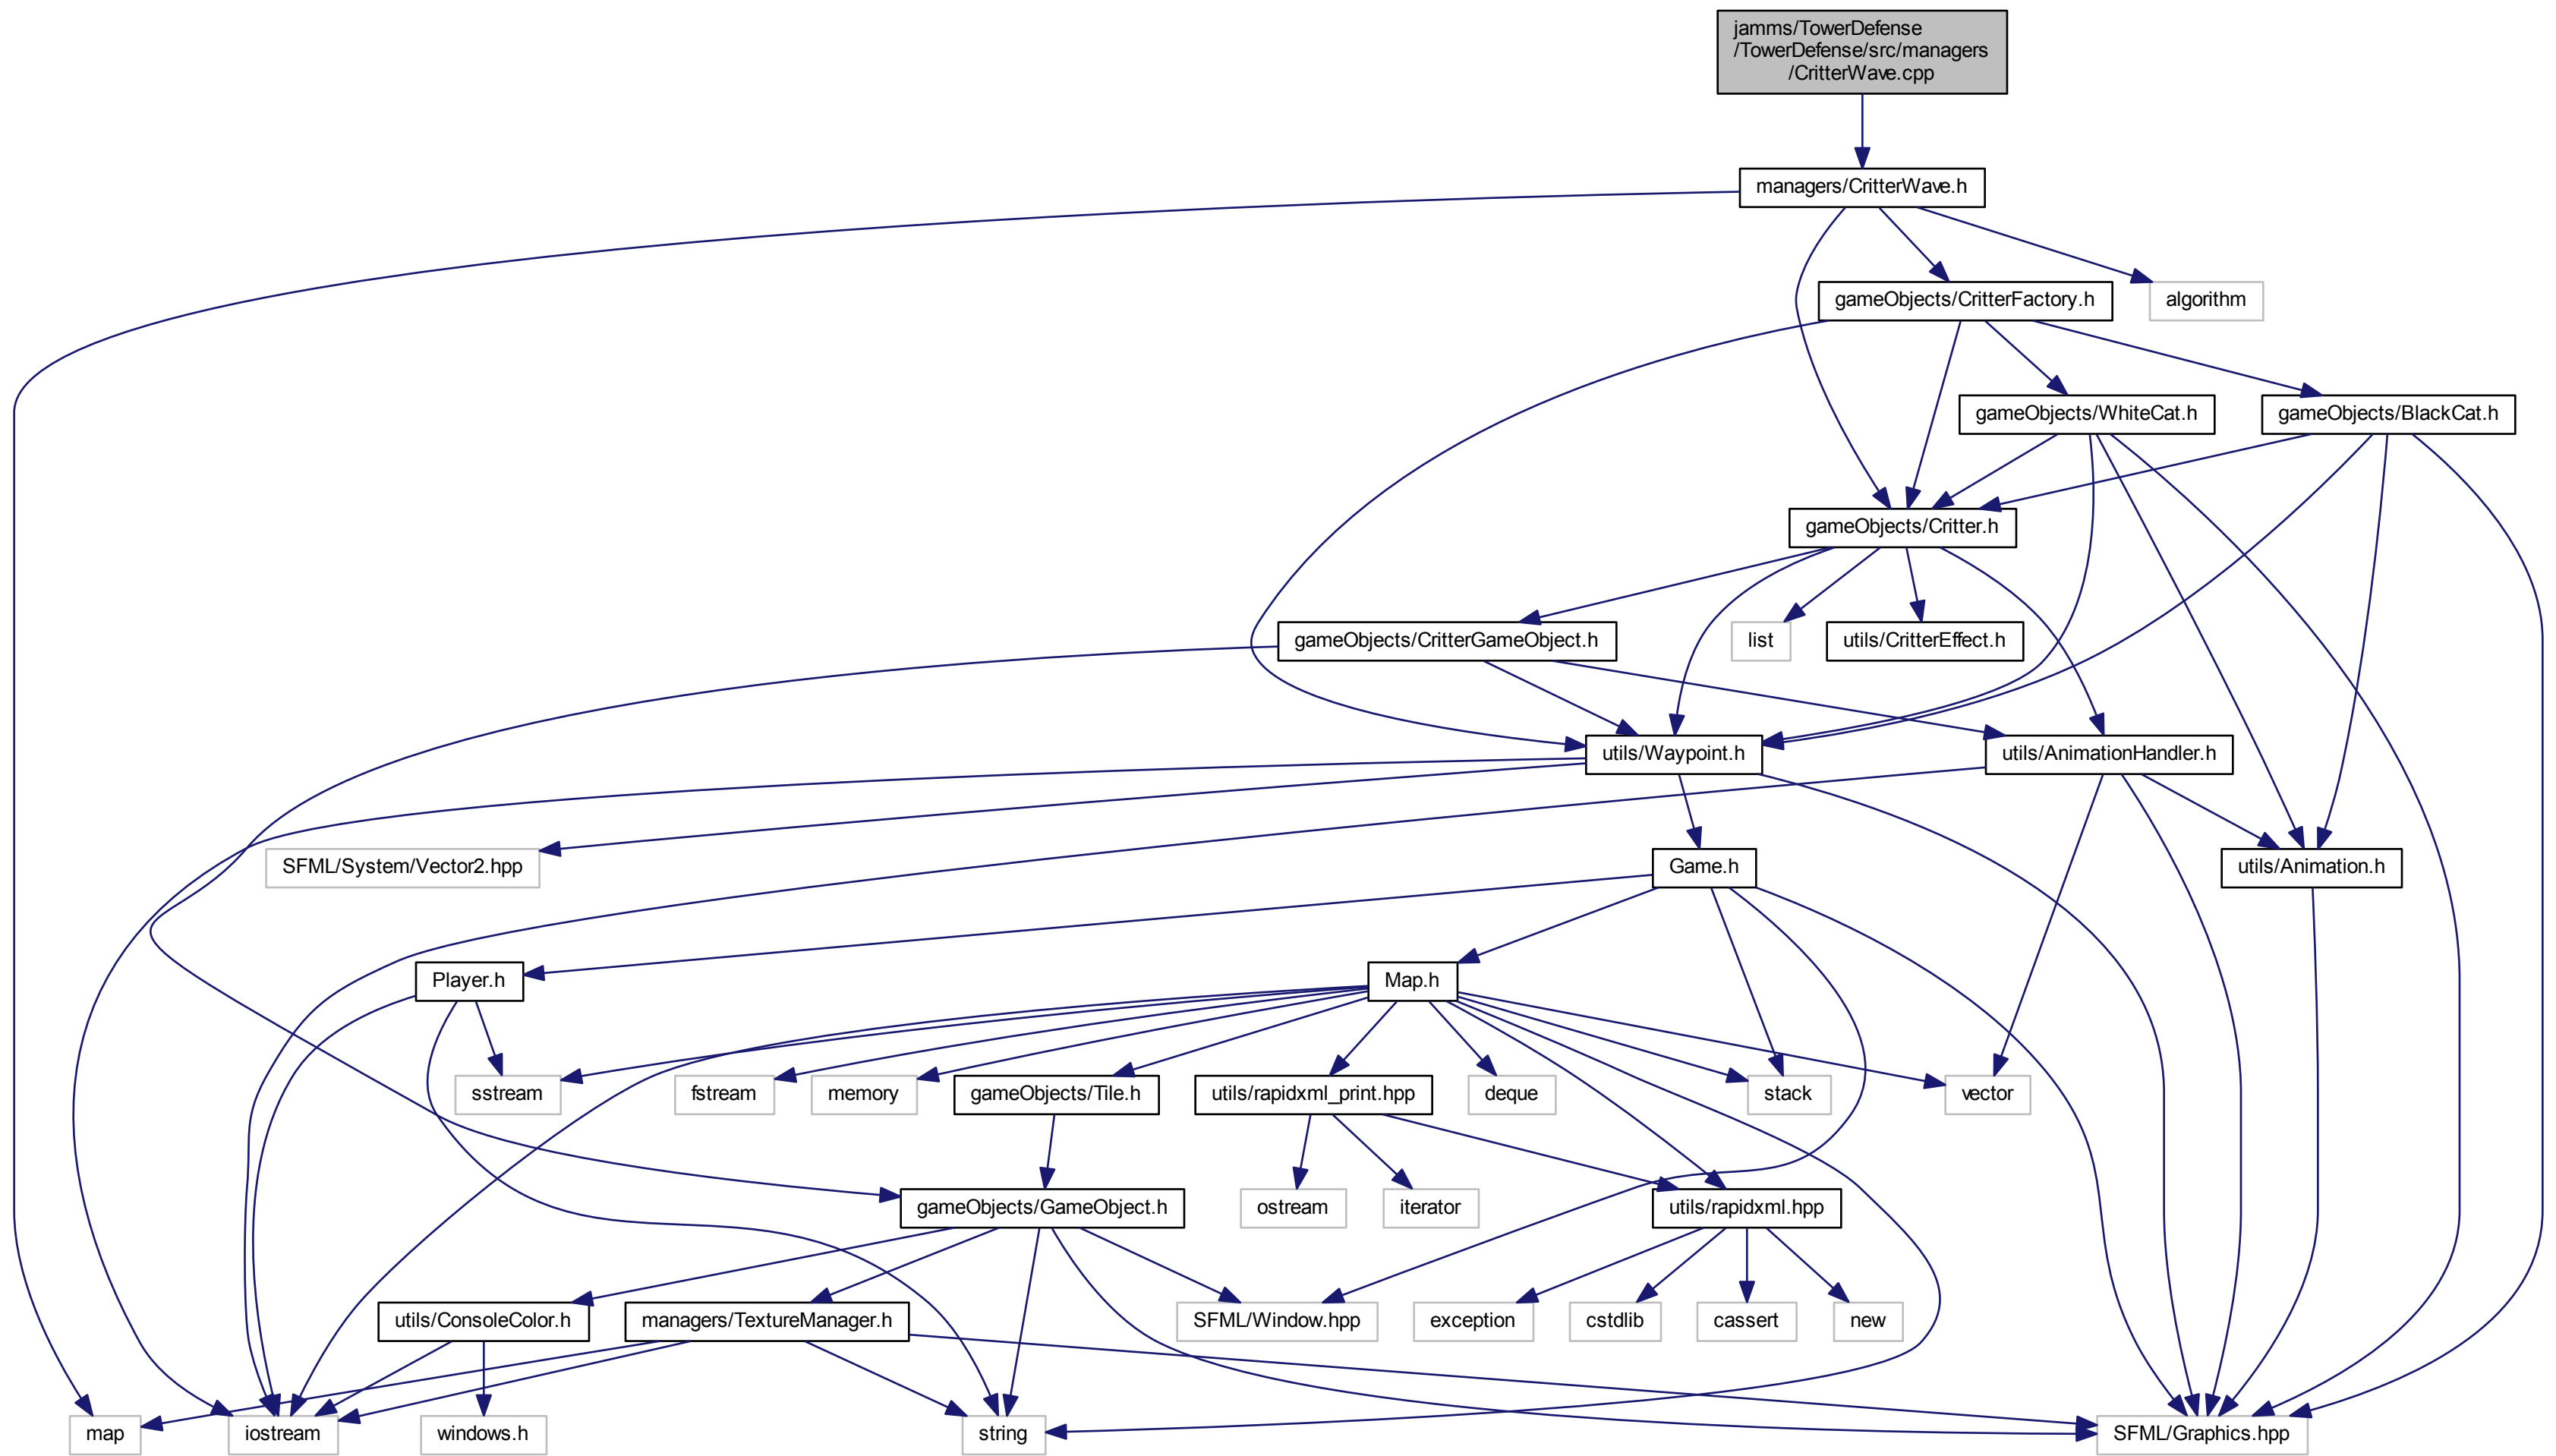 jamms/TowerDefense
/TowerDefense/src/managers
/CritterWave.cpp
managers/CritterWave.h
gameObjects/CritterFactory.h
algorithm
gameObjects/WhiteCat.h
gameObjects/BlackCat.h
gameObjects/Critter.h
gameObjects/CritterGameObject.h
list
utils/CritterEffect.h
utils/Waypoint.h
utils/AnimationHandler.h
SFML/System/Vector2.hpp
Game.h
utils/Animation.h
Player.h
Map.h
sstream
fstream
memory
gameObjects/Tile.h
utils/rapidxml_print.hpp
deque
stack
vector
gameObjects/GameObject.h
ostream
iterator
utils/rapidxml.hpp
utils/ConsoleColor.h
managers/TextureManager.h
SFML/Window.hpp
exception
cstdlib
cassert
new
map
iostream
windows.h
string
SFML/Graphics.hpp